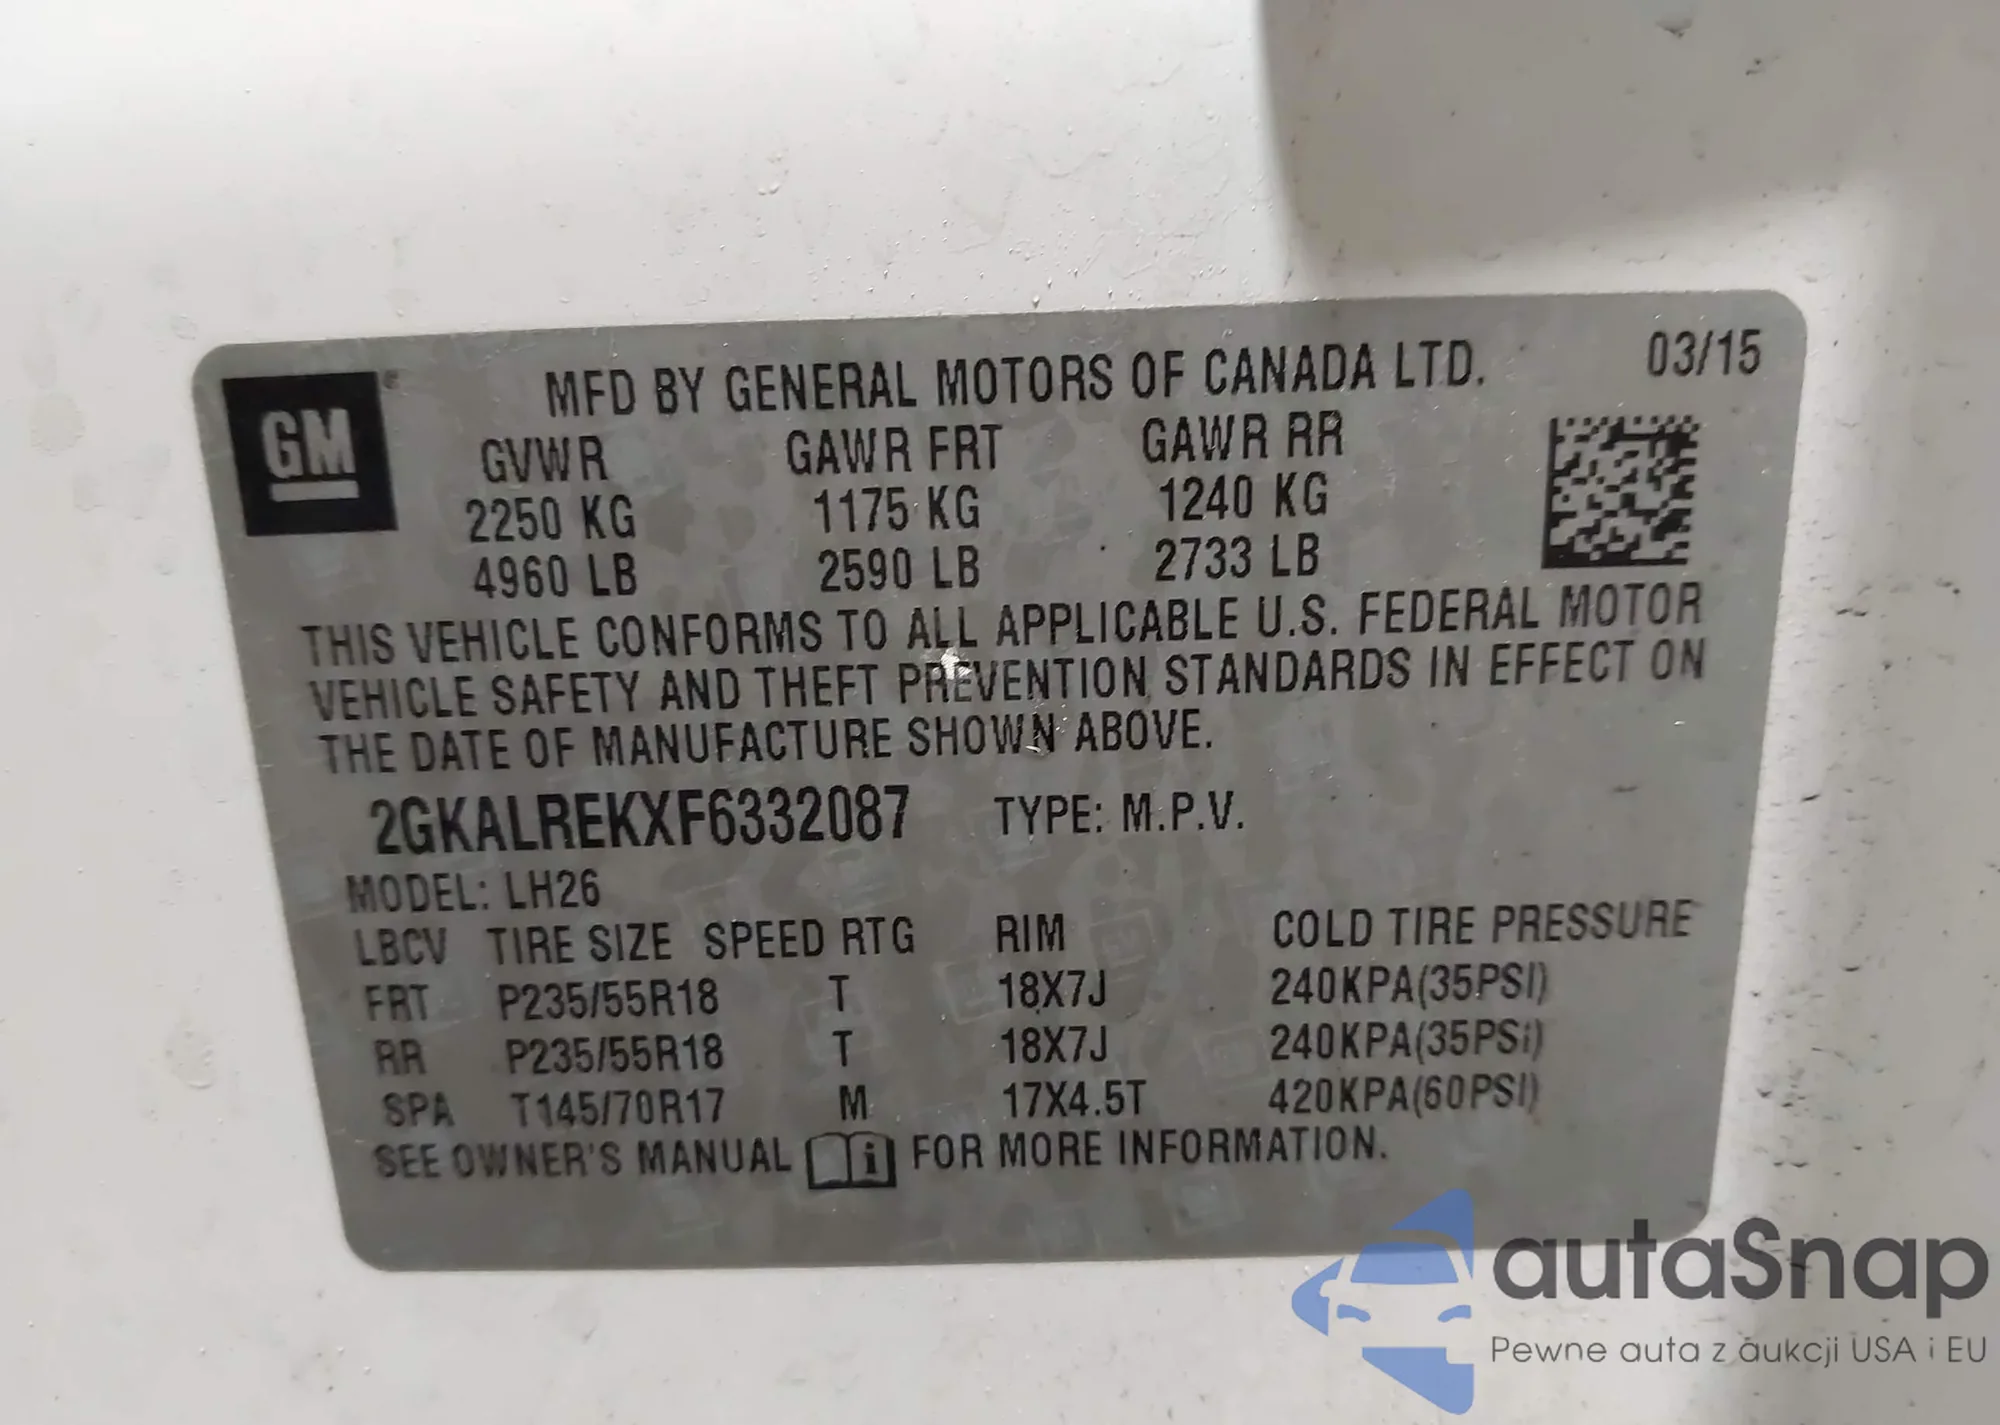 MFD BY GENERAL MOTORS OF CANADA LTD. 03/15
GM
GVWR GAWR FRT GAWR RR
2250 KG 1175 KG 1240 KG
4960 LB 2590 LB 2733 LB
THIS VEHICLE CONFORMS TO ALL APPLICABLE U.S. FEDERAL MOTOR
VEHICLE SAFETY AND THEFT PREVENTION STANDARDS IN EFFECT ON
THE DATE OF MANUFACTURE SHOWN ABOVE.
2GKALREKXF6332087 TYPE: M.P.V.
MODEL: LH26
LBCV TIRE SIZE SPEED RTG RIM COLD TIRE PRESSURE
FRT P235/55R18 T 18X7J 240KPA(35PSI)
RR P235/55R18 T 18X7J 240KPA(35PSi)
SPA T145/70R17 M 17X4.5T 420KPA(60PSI)
SEE OWNER'S MANUAL i FOR MORE INFORMATION.
autaSnap
Pewne auta z aukcji USA i EU